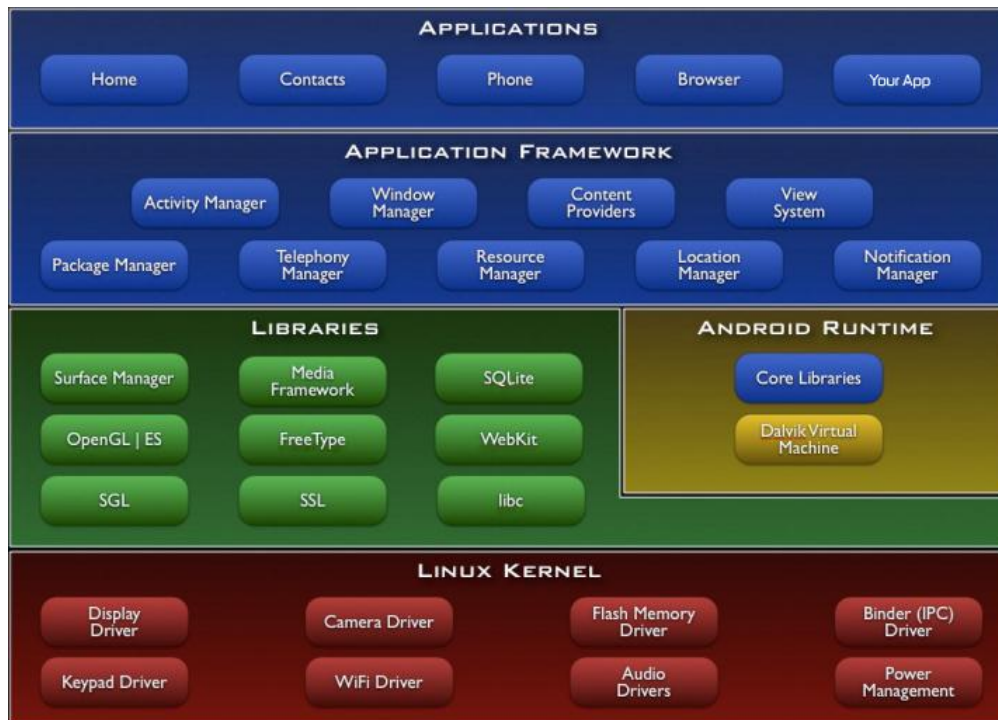 APPLICATIONS
Home
Contacts
Phone
Browser
Your App
APPLICATION FRAMEWORK
Activity Manager
Window
Manager
Content
Providers
View
System
Package Manager
Telephony
Manager
Resource
Manager
Location
Manager
Notification
Manager
LIBRARIES
Surface Manager
Media
Framework
SQLite
OpenGL | ES
FreeType
WebKit
SGL
SSL
libc
ANDROID RUNTIME
Core Libraries
Dalvik Virtual
Machine
LINUX KERNEL
Display
Driver
Camera Driver
Flash Memory
Driver
Binder (IPC)
Driver
Keypad Driver
WiFi Driver
Audio
Drivers
Power
Management